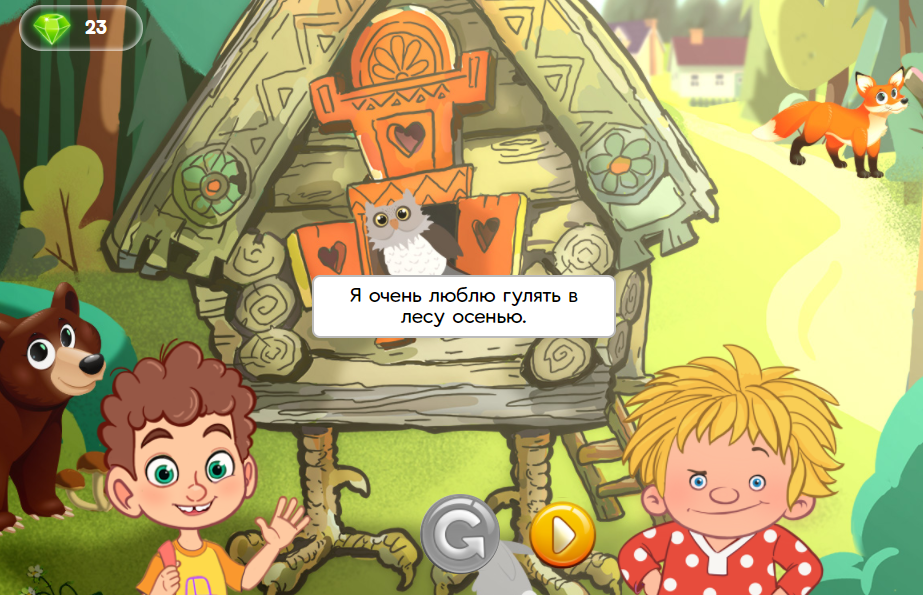 23
Я очень люблю гулять в
лесу осенью.